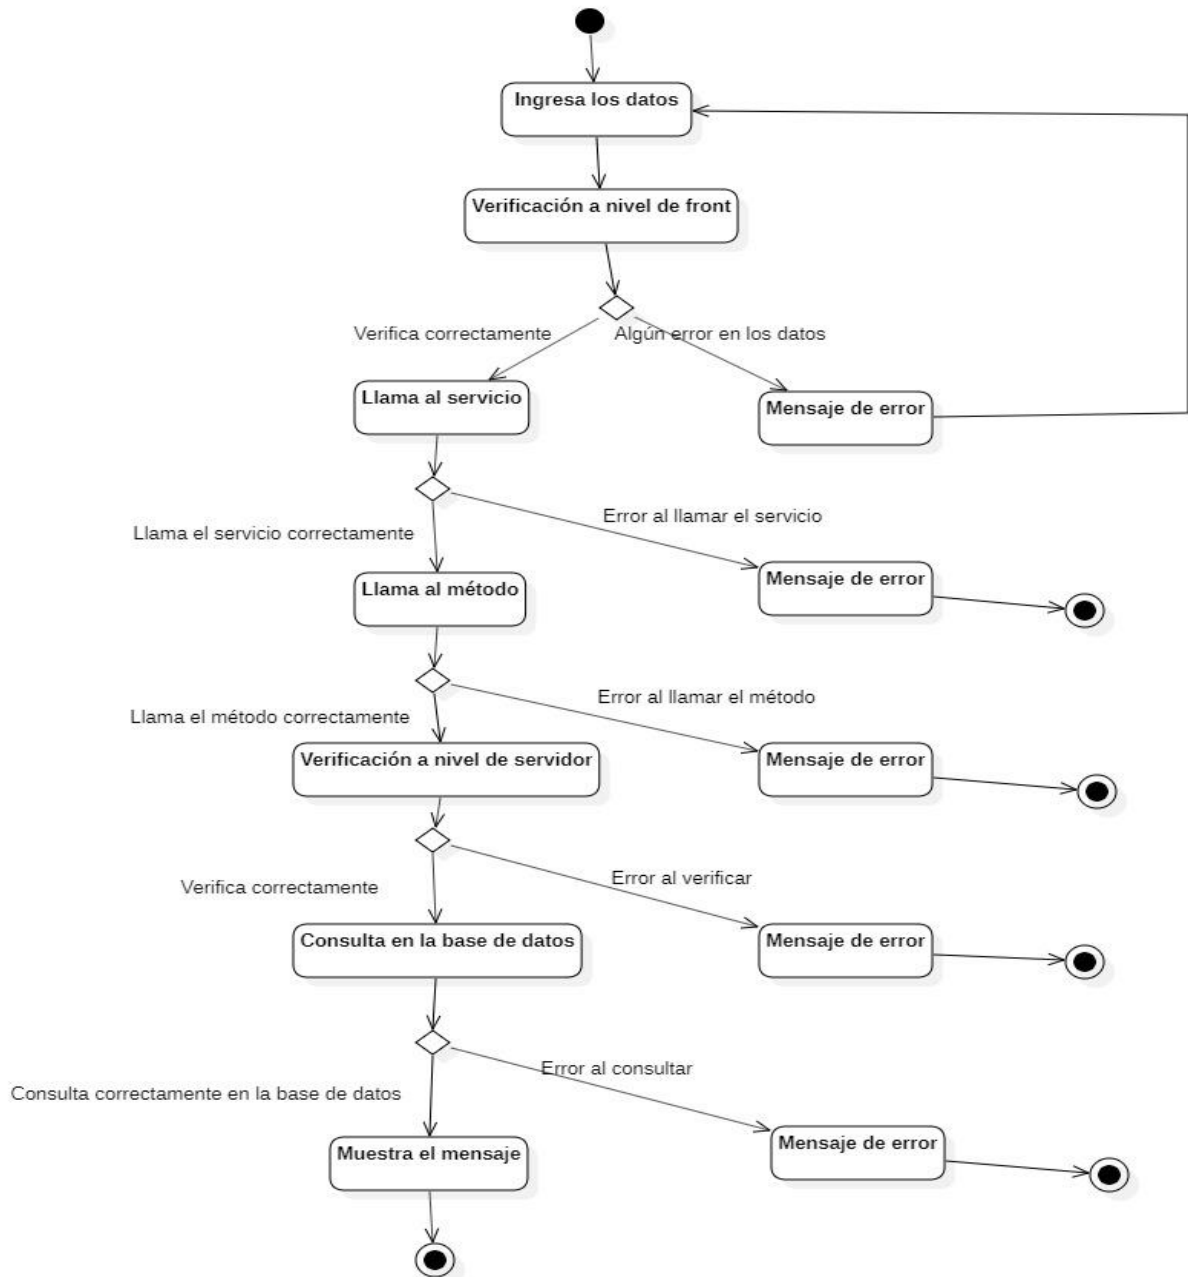 Ingresa los datos
Verificación a nivel de front
Verifica correctamente
Algún error en los datos
Llama al servicio
Mensaje de error
Error al llamar el servicio
Llama el servicio correctamente
Mensaje de error
Llama al método
Error al llamar el método
Llama el método correctamente
Verificación a nivel de servidor
Mensaje de error
Error al verificar
Verifica correctamente
Consulta en la base de datos
Mensaje de error
Error al consultar
Consulta correctamente en la base de datos
Mensaje de error
Muestra el mensaje